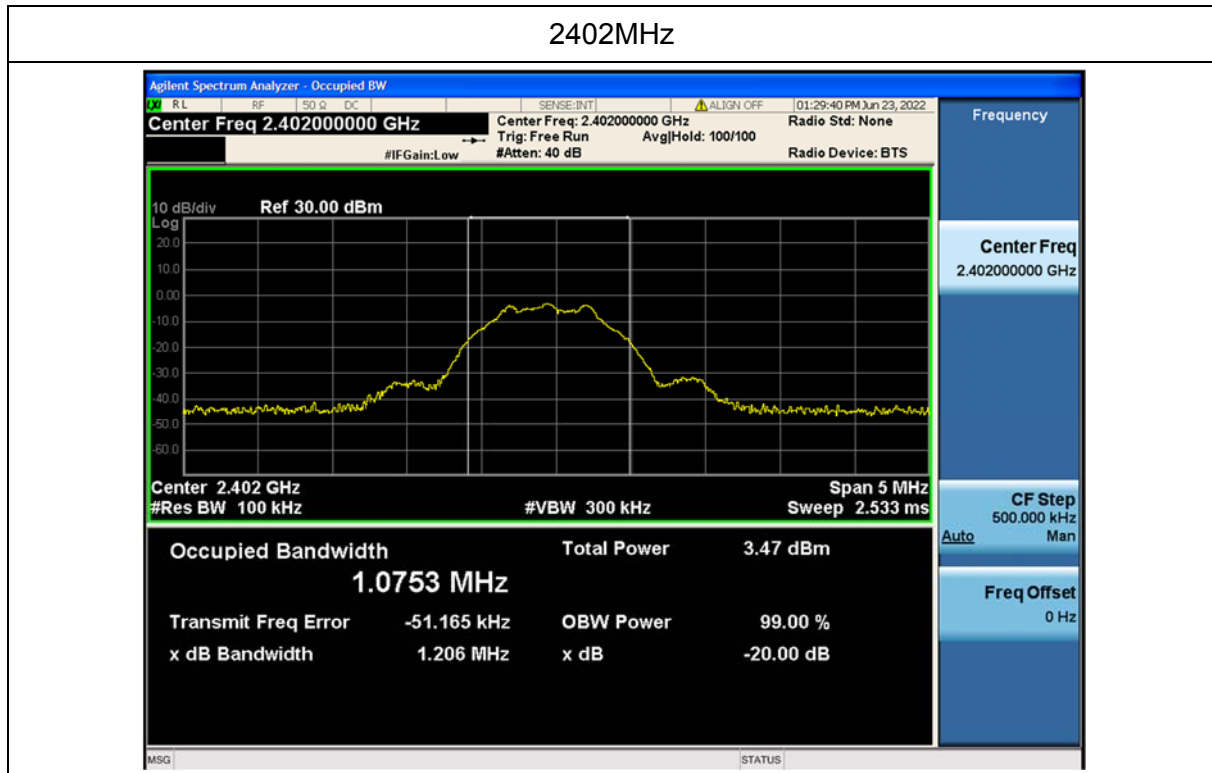 2402MHz
Agilent Spectrum Analyzer - Occupied BW
LXI RL RF 50 Ω DC SENSE:INT ALIGN OFF 01:29:40 PM Jun 23, 2022
Center Freq 2.402000000 GHz
Center Freq: 2.402000000 GHz Radio Std: None
Trig: Free Run Avg|Hold: 100/100
#IFGain:Low #Atten: 40 dB Radio Device: BTS
10 dB/div Ref 30.00 dBm
Log
20.0
10.0
0.00
-10.0
-20.0
-30.0
-40.0
-50.0
-60.0
Center 2.402 GHz Span 5 MHz
#Res BW 100 kHz #VBW 300 kHz Sweep 2.533 ms
Occupied Bandwidth Total Power 3.47 dBm
1.0753 MHz
Transmit Freq Error -51.165 kHz OBW Power 99.00 %
x dB Bandwidth 1.206 MHz x dB -20.00 dB
MSG STATUS
Frequency
Center Freq
2.402000000 GHz
CF Step
500.000 kHz
Auto Man
Freq Offset
0 Hz